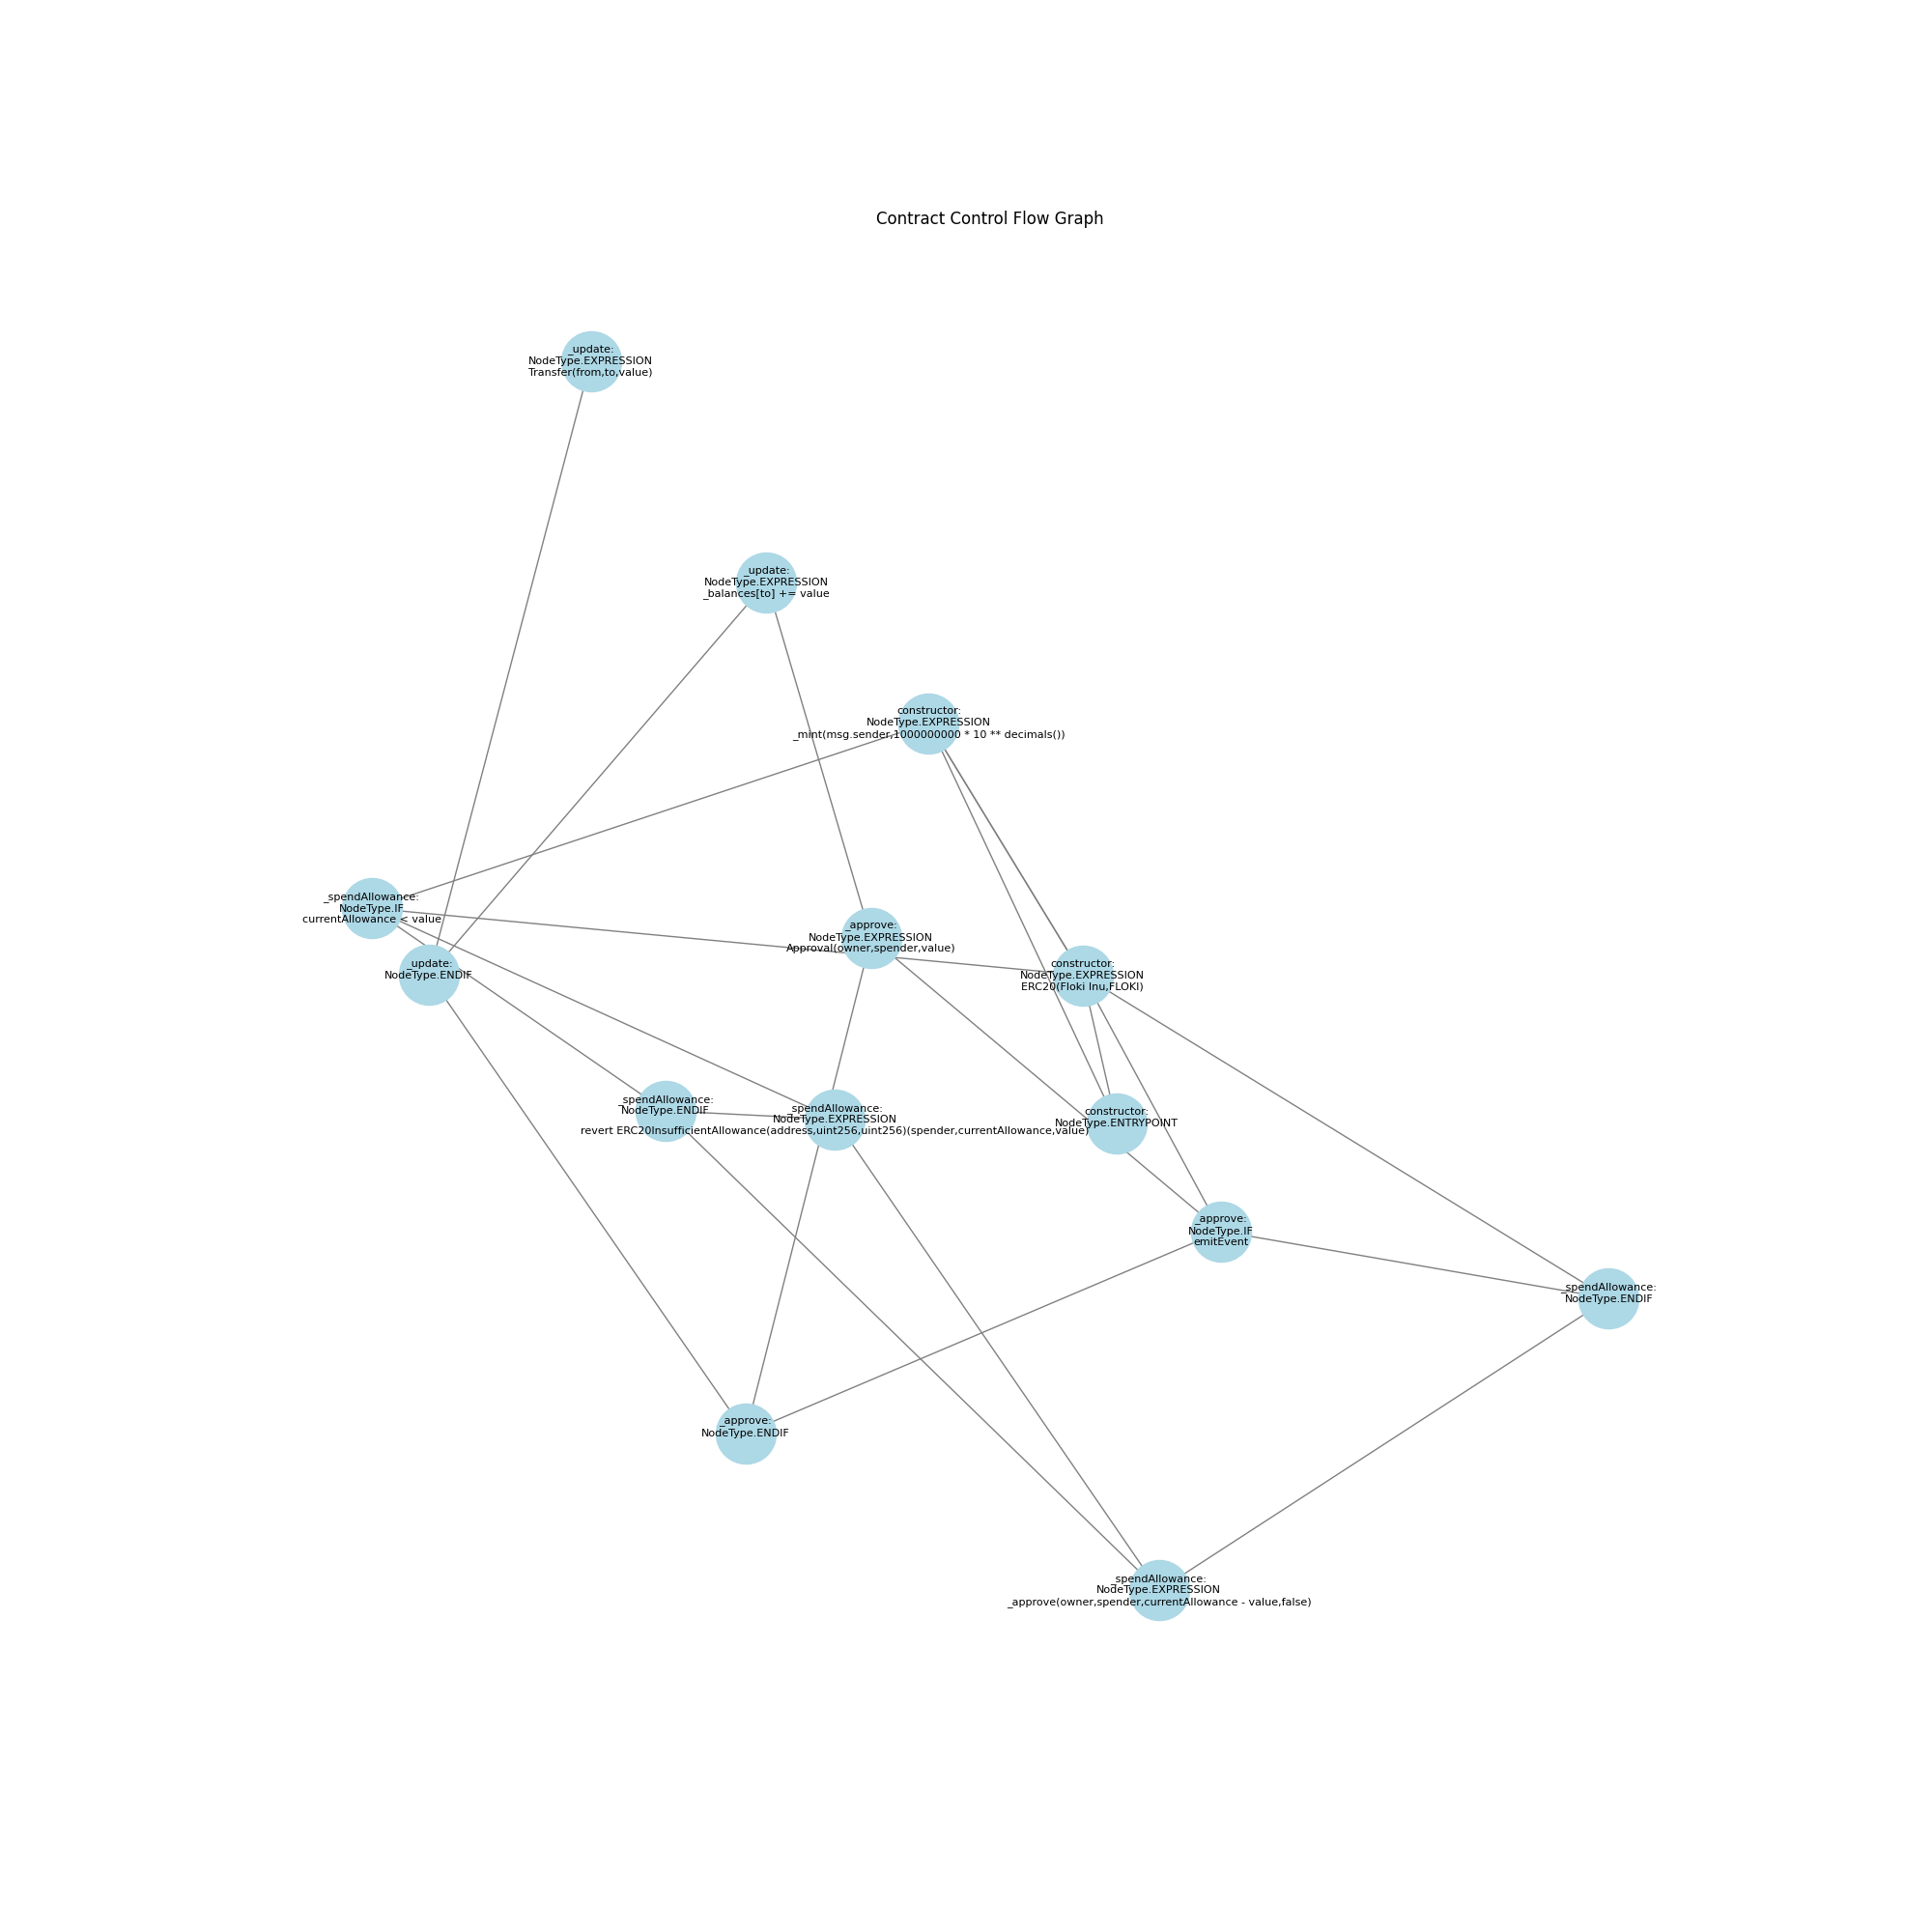 Contract Control Flow Graph
_update:
NodeType.EXPRESSION
Transfer(from,to,value)
_update:
NodeType.EXPRESSION
_balances[to] += value
constructor:
NodeType.EXPRESSION
_mint(msg.sender,1000000000 * 10 ** decimals())
_spendAllowance:
NodeType.IF
currentAllowance < value
_approve:
NodeType.EXPRESSION
Approval(owner,spender,value)
_update:
NodeType.ENDIF
constructor:
NodeType.EXPRESSION
ERC20(Floki Inu,FLOKI)
_spendAllowance:
NodeType.ENDIF
_spendAllowance:
NodeType.EXPRESSION
revert ERC20InsufficientAllowance(address,uint256,uint256)(spender,currentAllowance,value)
constructor:
NodeType.ENTRYPOINT
_approve:
NodeType.IF
emitEvent
_spendAllowance:
NodeType.ENDIF
_approve:
NodeType.ENDIF
_spendAllowance:
NodeType.EXPRESSION
_approve(owner,spender,currentAllowance - value,false)